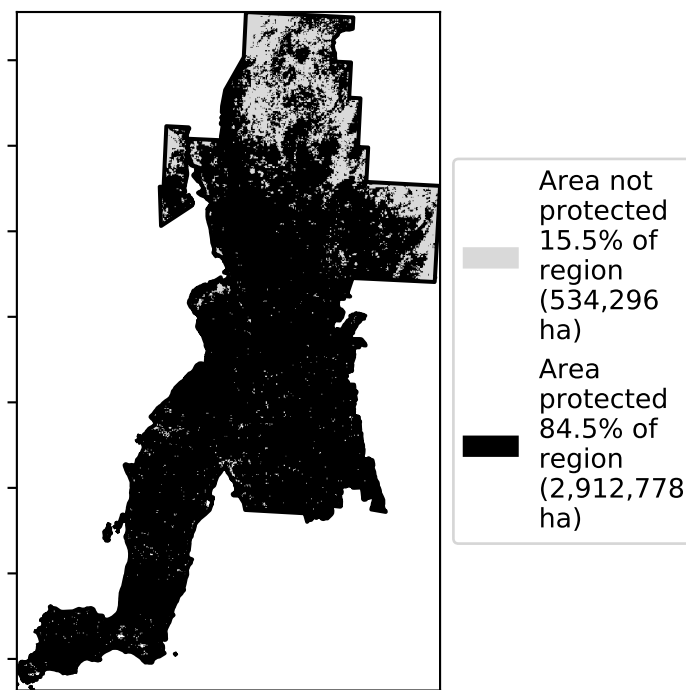 Area not
protected
15.5% of
region
(534,296
ha)
Area
protected
84.5% of
region
(2,912,778
ha)